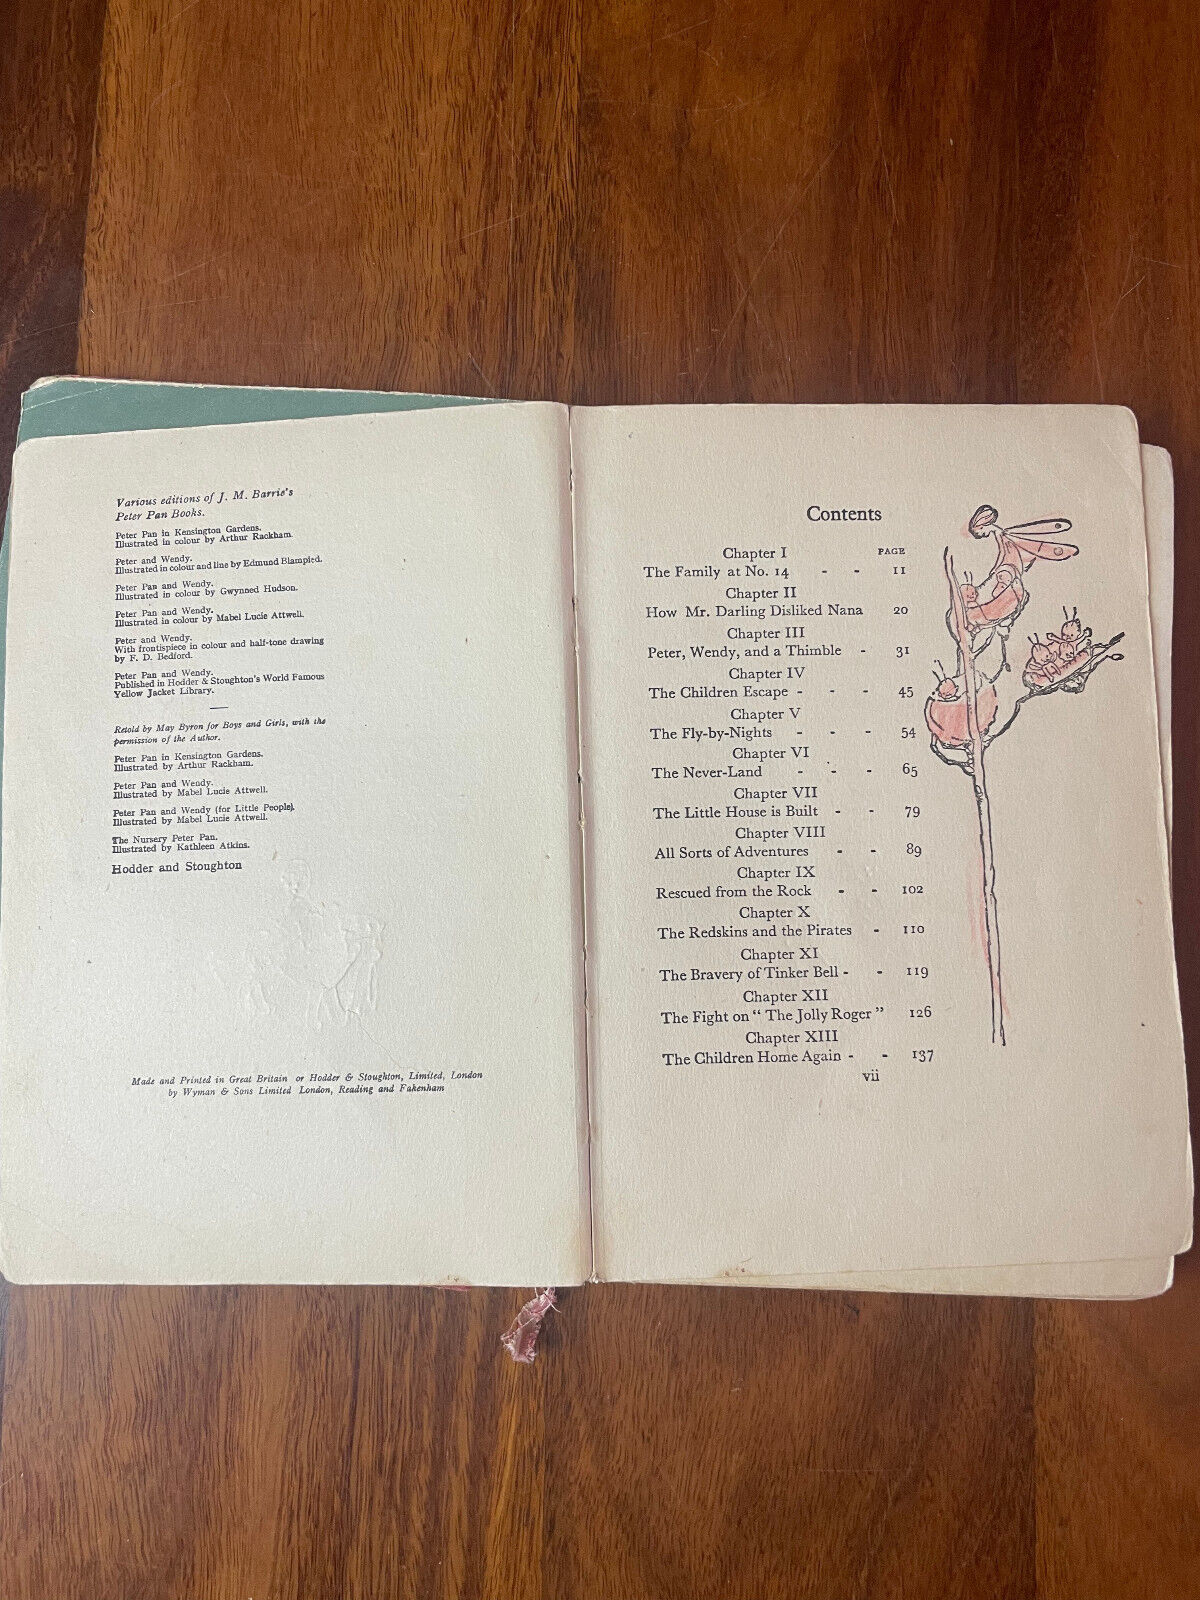 Various editions of J. M. Barrie's
Peter Pan Books.
Peter Pan in Kensington Gardens.
Illustrated in colour by Arthur Rackham.
Peter and Wendy.
Illustrated in colour and line by Edmund Blampied.
Peter Pan and Wendy.
Illustrated in colour by Gwynned Hudson.
Peter Pan and Wendy.
Illustrated in colour by Mabel Lucie Attwell.
Peter and Wendy.
With frontispiece in colour and half-tone drawing
by F. D. Bedford.
Peter Pan and Wendy.
Published in Hodder & Stoughton's World Famous
Yellow Jacket Library.
Retold by May Byron for Boys and Girls, with the
permission of the Author.
Peter Pan in Kensington Gardens.
Illustrated by Arthur Rackham.
Peter Pan and Wendy.
Illustrated by Mabel Lucie Attwell.
Peter Pan and Wendy (for Little People).
Illustrated by Mabel Lucie Attwell.
The Nursery Peter Pan.
Illustrated by Kathleen Atkins.
Hodder and Stoughton
Made and Printed in Great Britain or Hodder & Stoughton, Limited, London
by Wyman & Sons Limited London, Reading and Fakenham
Contents
Chapter I PAGE
The Family at No. 14 - - 11
Chapter II
How Mr. Darling Disliked Nana 20
Chapter III
Peter, Wendy, and a Thimble - 31
Chapter IV
The Children Escape - - - 45
Chapter V
The Fly-by-Nights - - - 54
Chapter VI
The Never-Land - - - 65
Chapter VII
The Little House is Built - - 79
Chapter VIII
All Sorts of Adventures - - 89
Chapter IX
Rescued from the Rock - - 102
Chapter X
The Redskins and the Pirates - 110
Chapter XI
The Bravery of Tinker Bell - - 119
Chapter XII
The Fight on "The Jolly Roger" 126
Chapter XIII
The Children Home Again - - 137
vii